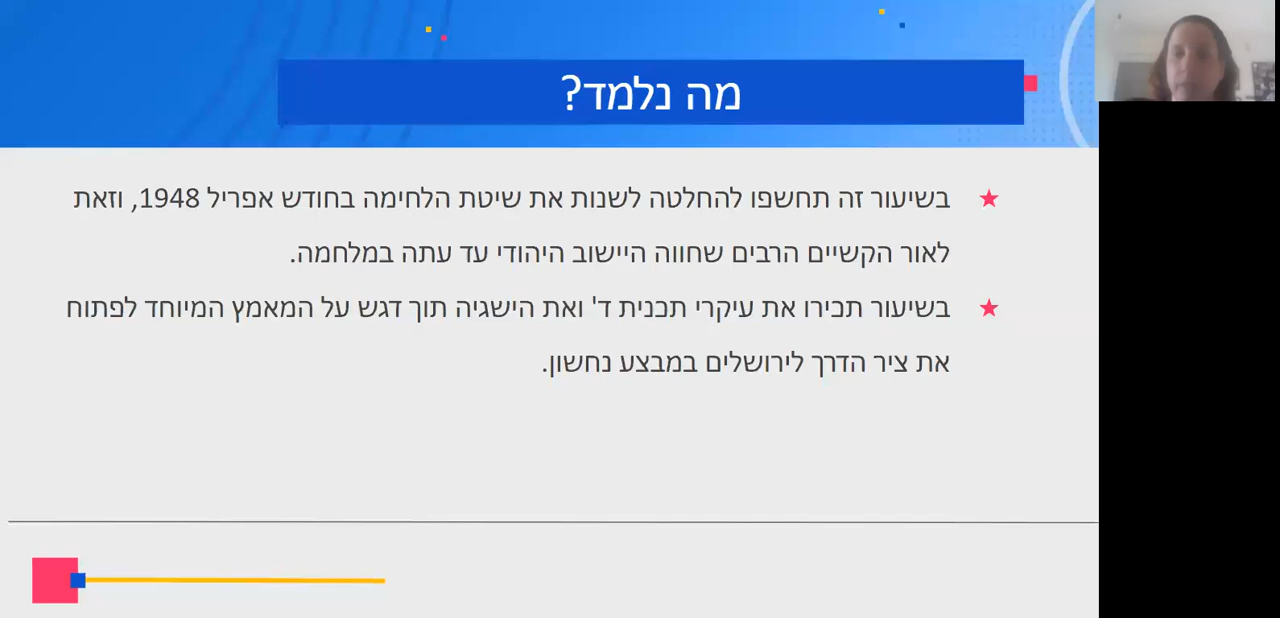 מה נלמד?
בשיעור זה תחשפו להחלטה לשנות את שיטת הלחימה בחודש אפריל 1948, וזאת
לאור הקשיים הרבים שחווה היישוב היהודי עד עתה במלחמה.
בשיעור תכירו את עיקרי תכנית ד' ואת הישגיה תוך דגש על המאמץ המיוחד לפתוח
את ציר הדרך לירושלים במבצע נחשון.